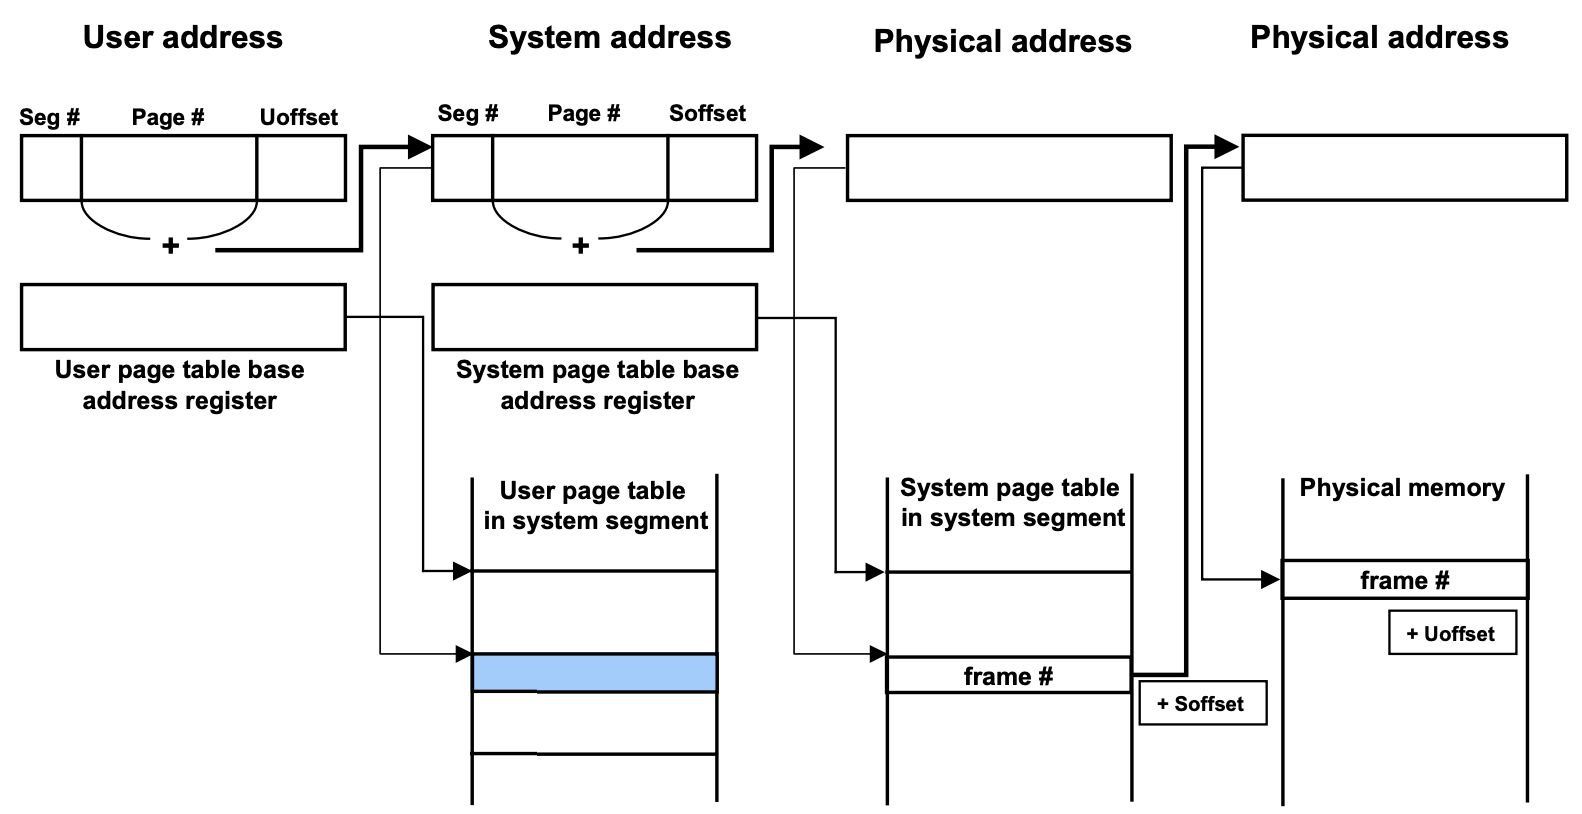 User address
System address
Physical address
Physical address
Seg #
Page #
Uoffset
Seg #
Page #
Soffset
+
+
User page table base
address register
System page table base
address register
User page table
in system segment
System page table
in system segment
Physical memory
frame #
+ Uoffset
frame #
+ Soffset